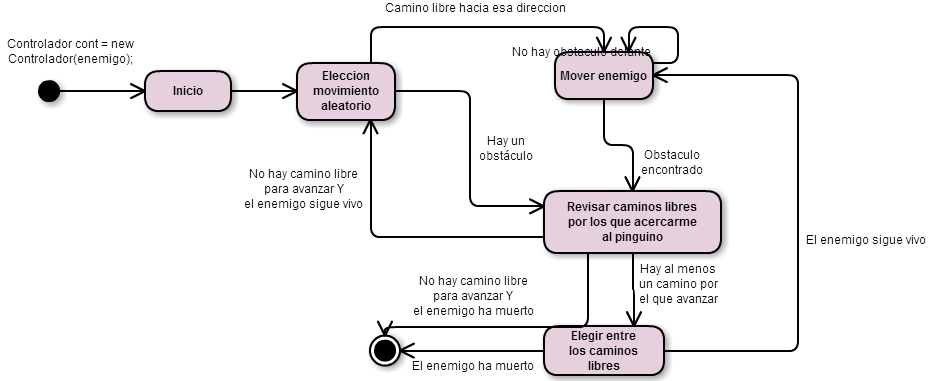 Camino libre hacia esa direccion
Controlador cont = new
Controlador(enemigo);
No hay obstaculo delante
Inicio
Eleccion
movimiento
aleatorio
Mover enemigo
Hay un
obstáculo
Obstaculo
encontrado
No hay camino libre
para avanzar Y
el enemigo sigue vivo
Revisar caminos libres
por los que acercarme
al pinguino
El enemigo sigue vivo
No hay camino libre
para avanzar Y
el enemigo ha muerto
Hay al menos
un camino por
el que avanzar
Elegir entre
los caminos
libres
El enemigo ha muerto